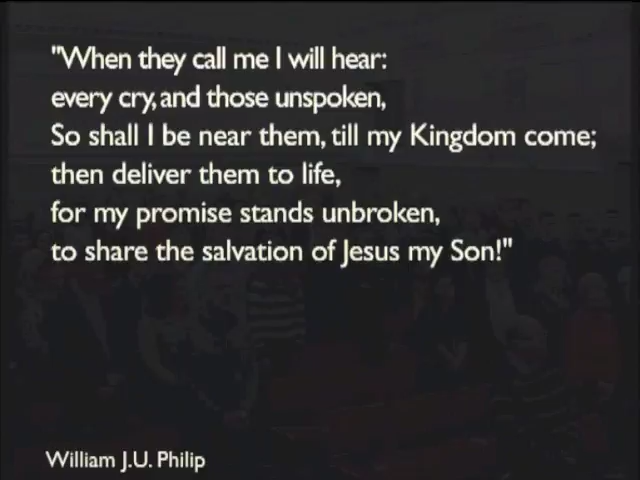 "When they call me I will hear:
every cry, and those unspoken,
So shall I be near them, till my Kingdom come;
then deliver them to life,
for my promise stands unbroken,
to share the salvation of Jesus my Son!"
William J.U. Philip